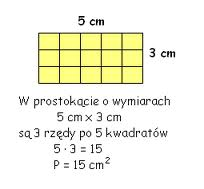 5 cm
3 cm
W prostokącie o wymiarach
5 cm x 3 cm
są 3 rzędy po 5 kwadratów
5 · 3 = 15
P = 15 cm²